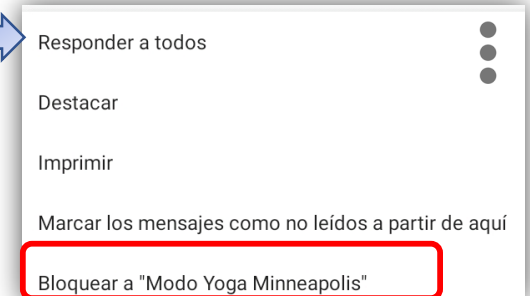 Responder a todos
Destacar
Imprimir
Marcar los mensajes como no leídos a partir de aquí
Bloquear a "Modo Yoga Minneapolis"